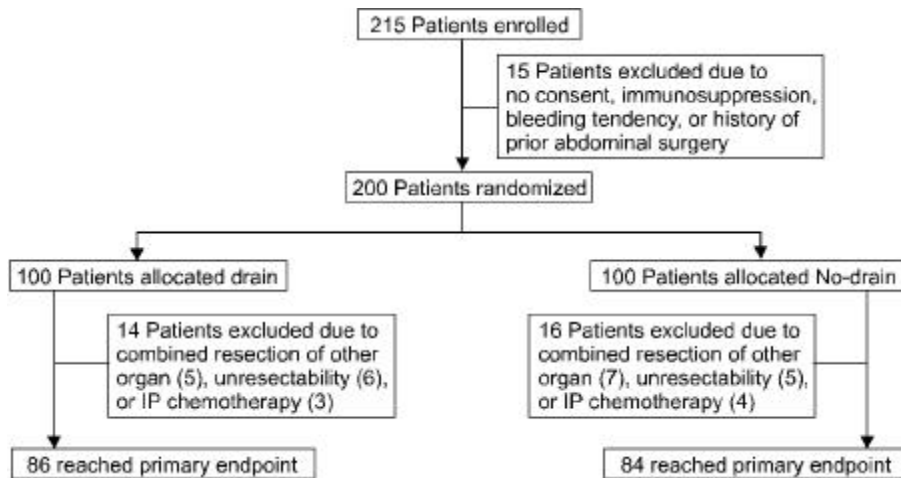 215 Patients enrolled
15 Patients excluded due to
no consent, immunosuppression,
bleeding tendency, or history of
prior abdominal surgery
200 Patients randomized
100 Patients allocated drain
100 Patients allocated No-drain
14 Patients excluded due to
combined resection of other
organ (5), unresectability (6),
or IP chemotherapy (3)
16 Patients excluded due to
combined resection of other
organ (7), unresectability (5),
or IP chemotherapy (4)
86 reached primary endpoint
84 reached primary endpoint